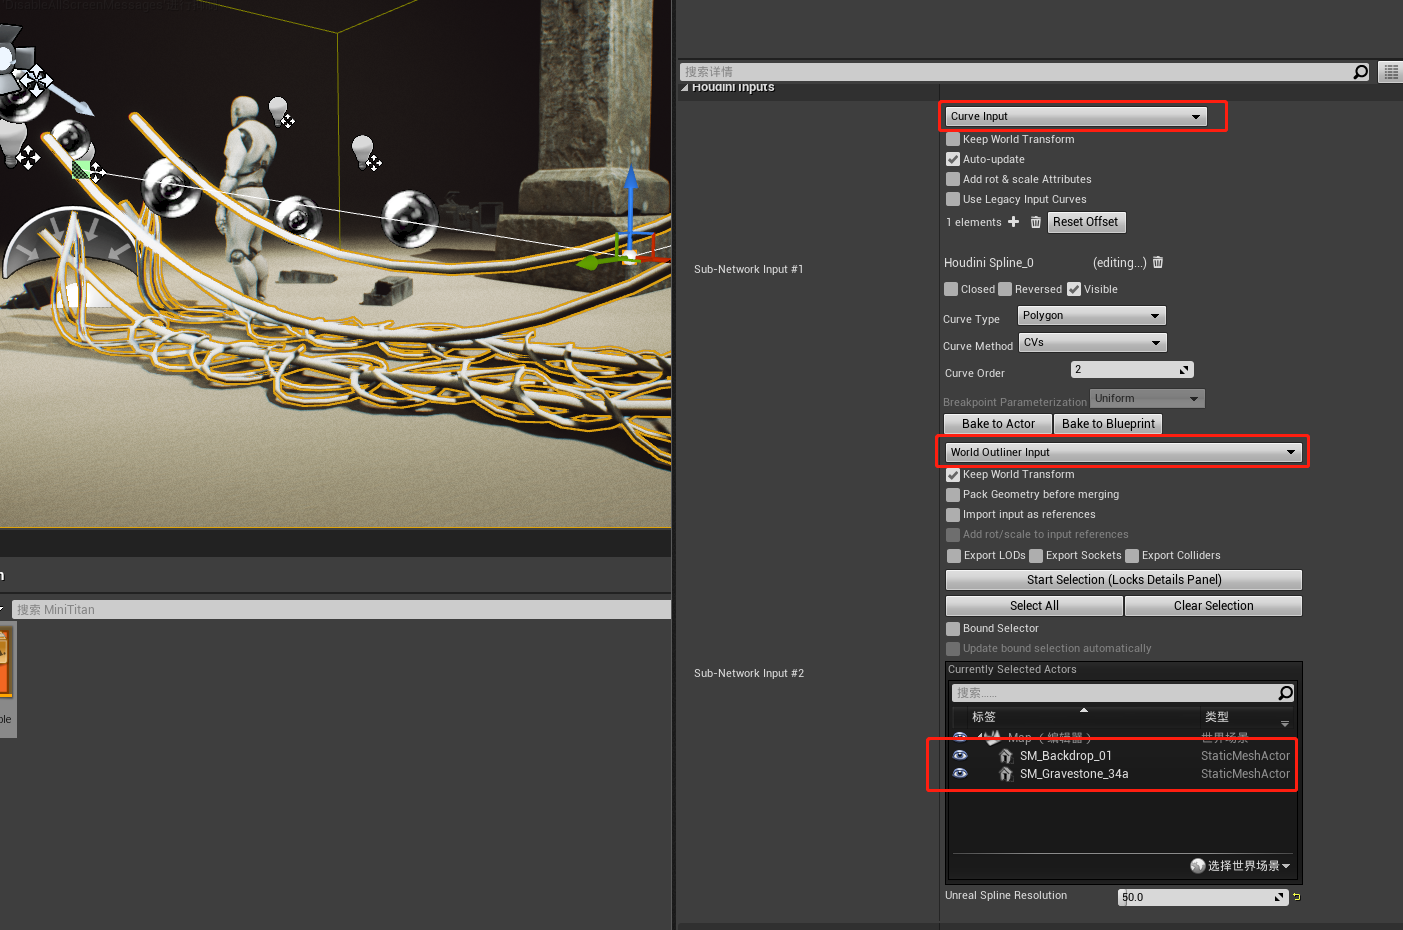 搜索详情
Houdini Inputs
Curve Input
Keep World Transform
Auto-update
Add rot & scale Attributes
Use Legacy Input Curves
1 elements
Reset Offset
Houdini Spline_0
(editing...)
Sub-Network Input #1
Closed
Reversed
Visible
Curve Type
Polygon
Curve Method
CVs
Curve Order
2
Breakpoint Parameterization
Uniform
Bake to Actor
Bake to Blueprint
World Outliner Input
Keep World Transform
Pack Geometry before merging
Import input as references
Add rot/scale to input references
Export LODs
Export Sockets
Export Colliders
Start Selection (Locks Details Panel)
Select All
Clear Selection
Bound Selector
Update bound selection automatically
Sub-Network Input #2
Currently Selected Actors
搜索......
标签
类型
Map （编辑器）
世界场景
SM_Backdrop_01
StaticMeshActor
SM_Gravestone_34a
StaticMeshActor
选择世界场景
Unreal Spline Resolution
50.0
搜索 MiniTitan